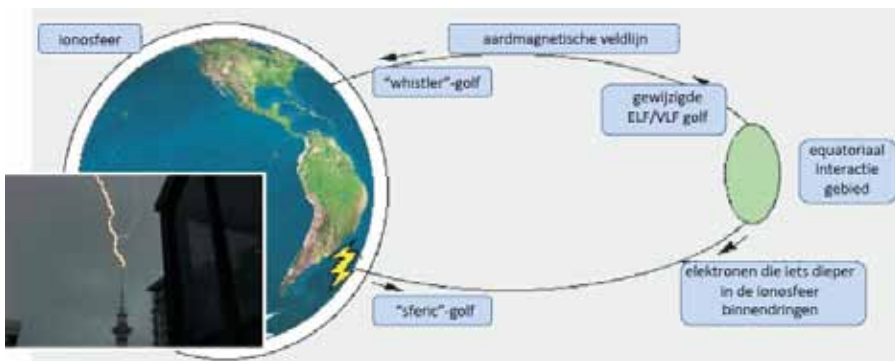 ionosfeer
aardmagnetische veldlijn
"whistler"-golf
gewijzigde
ELF/VLF golf
equatoriaal
interactie
gebied
elektronen die iets dieper
in de ionosfeer
binnendringen
"sferic"-golf